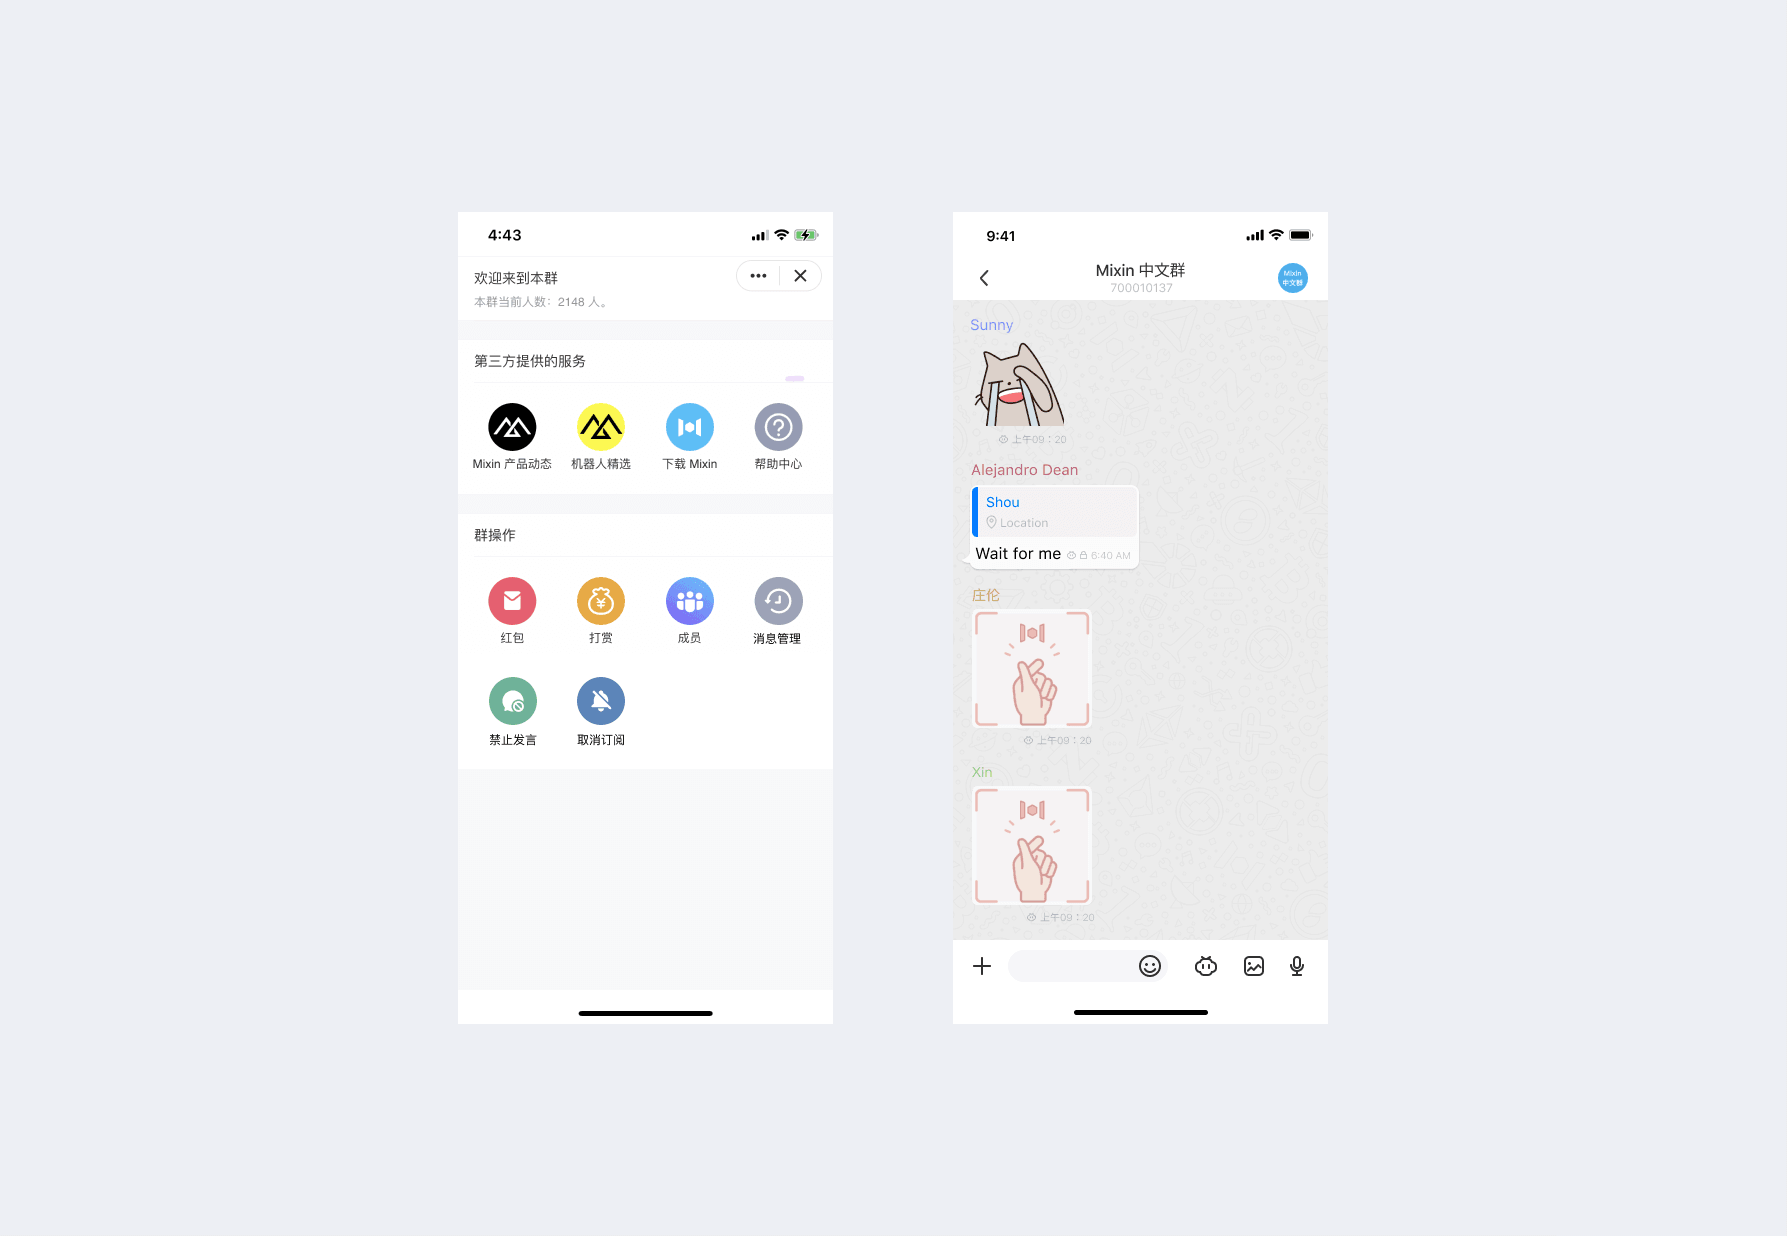 4:43
欢迎来到本群
本群当前人数：2148 人。
第三方提供的服务
Mixin 产品动态
机器人精选
下载 Mixin
帮助中心
群操作
红包
打赏
成员
消息管理
禁止发言
取消订阅
9:41
Mixin 中文群
700010137
Mixin
中文群
Sunny
上午09：20
Alejandro Dean
Shou
Location
Wait for me 6:40 AM
庄伦
上午09：20
Xin
上午09：20